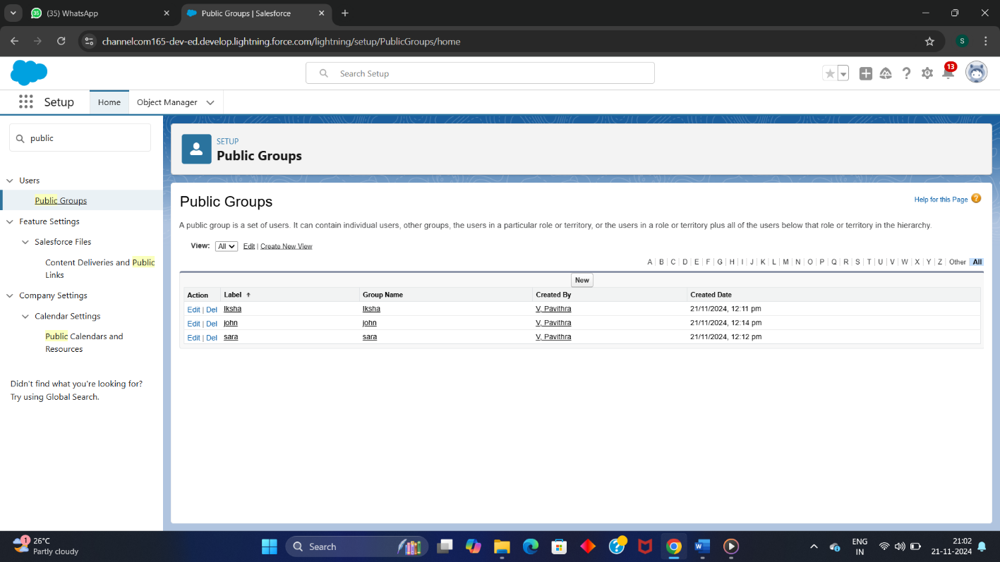 35
(35) WhatsApp
Public Groups | Salesforce
channelcom165-dev-ed.develop.lightning.force.com/lightning/setup/PublicGroups/home
S
Search Setup
13
Setup
Home
Object Manager
public
Users
Public Groups
Feature Settings
Salesforce Files
Content Deliveries and Public
Links
Company Settings
Calendar Settings
Public Calendars and
Resources
Didn't find what you're looking for?
Try using Global Search.
SETUP
Public Groups
Public Groups
Help for this Page ?
A public group is a set of users. It can contain individual users, other groups, the users in a particular role or territory, or the users in a role or territory plus all of the users below that role or territory in the hierarchy.
View: All Edit | Create New View
A | B | C | D | E | F | G | H | I | J | K | L | M | N | O | P | Q | R | S | T | U | V | W | X | Y | Z | Other All
New
Action Label Group Name Created By Created Date
Edit | Del Iksha Iksha V, Pavithra 21/11/2024, 12:11 pm
Edit | Del john john V, Pavithra 21/11/2024, 12:14 pm
Edit | Del sara sara V, Pavithra 21/11/2024, 12:12 pm
1
26°C
Partly cloudy
Search
ENG
IN
21:02
21-11-2024